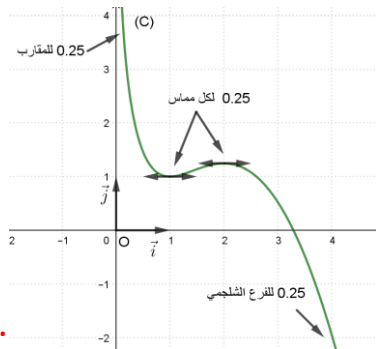 4
(C)
0.25 للمقارب
3
0.25 لكل مماس
2
1
j
2 −1 0 O i 1 2 3 4
−1
0.25 للفرع الشلجمي
−2